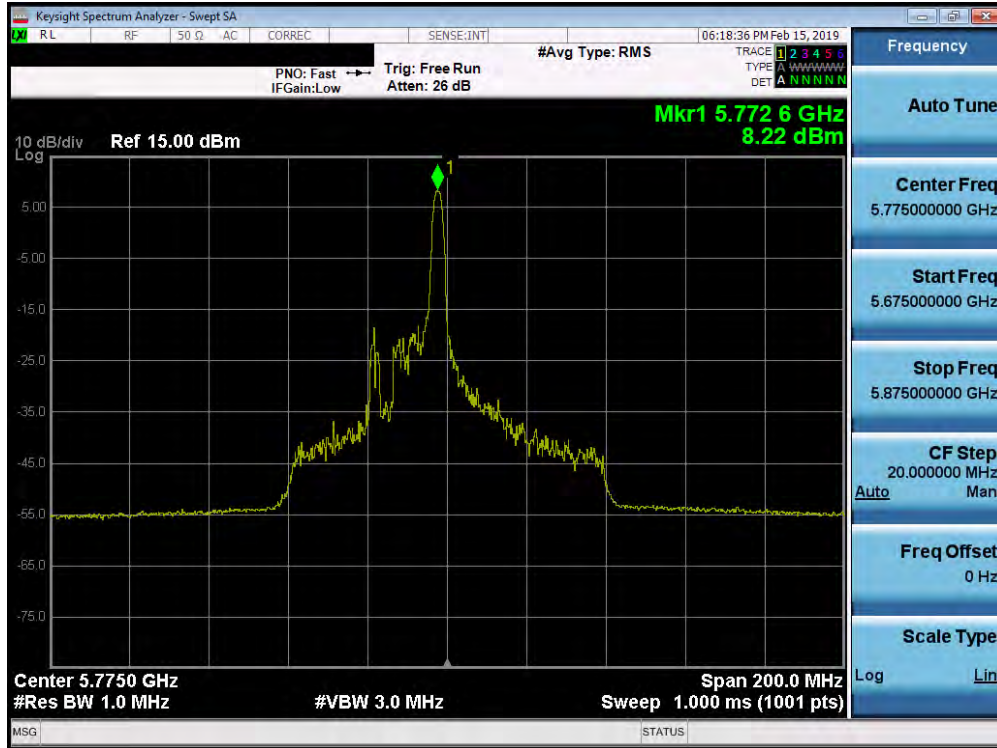 Keysight Spectrum Analyzer - Swept SA
LXI RL RF 50 Ω AC CORREC SENSE:INT 06:18:36 PM Feb 15, 2019
#Avg Type: RMS
TRACE 1 2 3 4 5 6
TYPE A WWWWW
DET A N N N N N
PNO: Fast Trig: Free Run
IFGain:Low Atten: 26 dB
Mkr1 5.772 6 GHz
8.22 dBm
10 dB/div Ref 15.00 dBm
Log
1
5.00
-5.00
-15.0
-25.0
-35.0
-45.0
-55.0
-65.0
-75.0
Center 5.7750 GHz Span 200.0 MHz
#Res BW 1.0 MHz #VBW 3.0 MHz Sweep 1.000 ms (1001 pts)
MSG STATUS
Frequency
Auto Tune
Center Freq
5.775000000 GHz
Start Freq
5.675000000 GHz
Stop Freq
5.875000000 GHz
CF Step
20.000000 MHz
Auto Man
Freq Offset
0 Hz
Scale Type
Log Lin